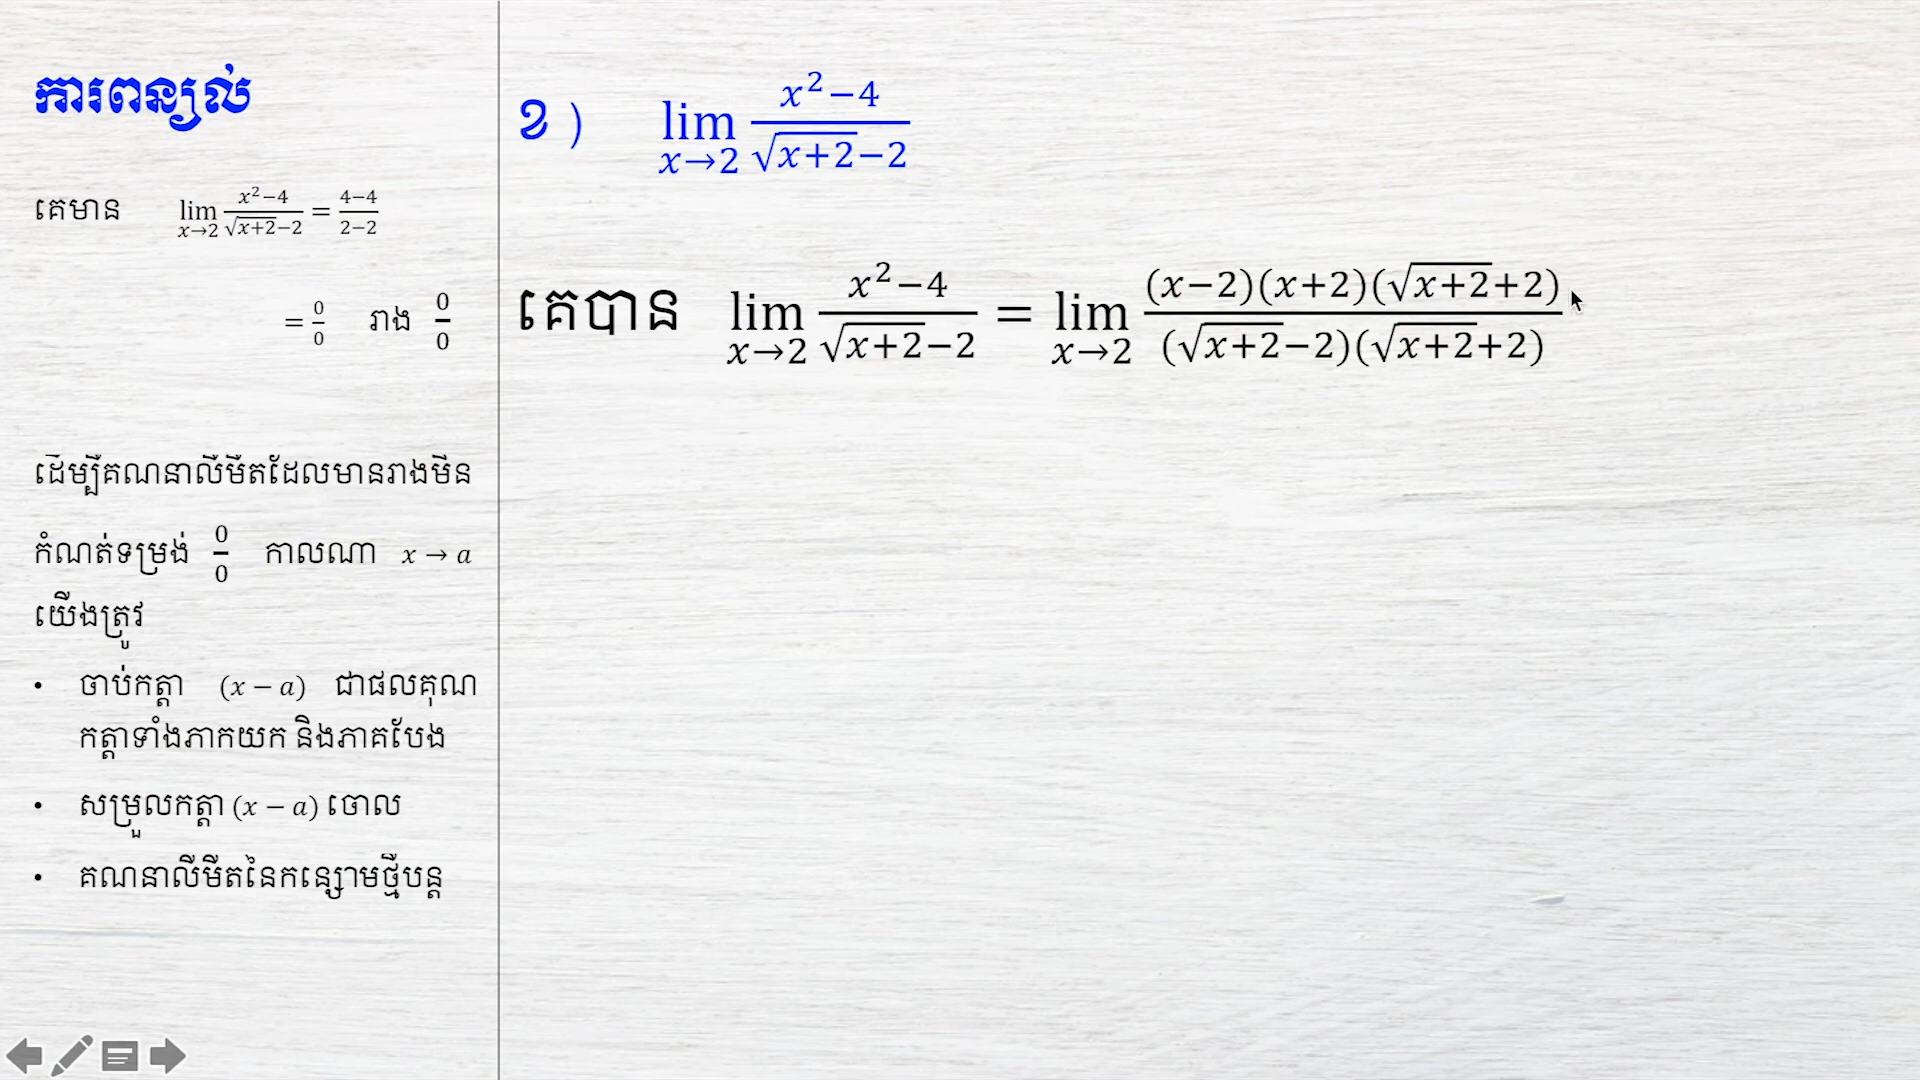 ការពន្យល់
គេមាន lim x→2 (x²−4)/(√(x+2)−2) = (4−4)/(2−2)
= 0/0 រាង 0/0
ដើម្បីគណនាលីមីតដែលមានរាងមិន
កំណត់ទម្រង់ 0/0 កាលណា x → a
យើងត្រូវ
• ចាប់កត្តា (x − a) ជាផលគុណ
កត្តាទាំងភាកយក និងភាគបែង
• សម្រួលកត្តា (x − a) ចោល
• គណនាលីមីតនៃកន្សោមថ្មីបន្ត
ខ ) lim x→2 (x²−4)/(√(x+2)−2)
គេបាន lim x→2 (x²−4)/(√(x+2)−2) = lim x→2 ((x−2)(x+2)(√(x+2)+2))/((√(x+2)−2)(√(x+2)+2))